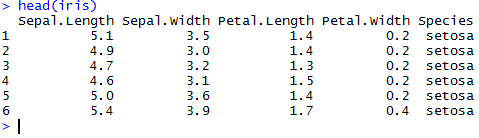 > head(iris)
  Sepal.Length Sepal.Width Petal.Length Petal.Width Species
1          5.1         3.5          1.4         0.2  setosa
2          4.9         3.0          1.4         0.2  setosa
3          4.7         3.2          1.3         0.2  setosa
4          4.6         3.1          1.5         0.2  setosa
5          5.0         3.6          1.4         0.2  setosa
6          5.4         3.9          1.7         0.4  setosa
>